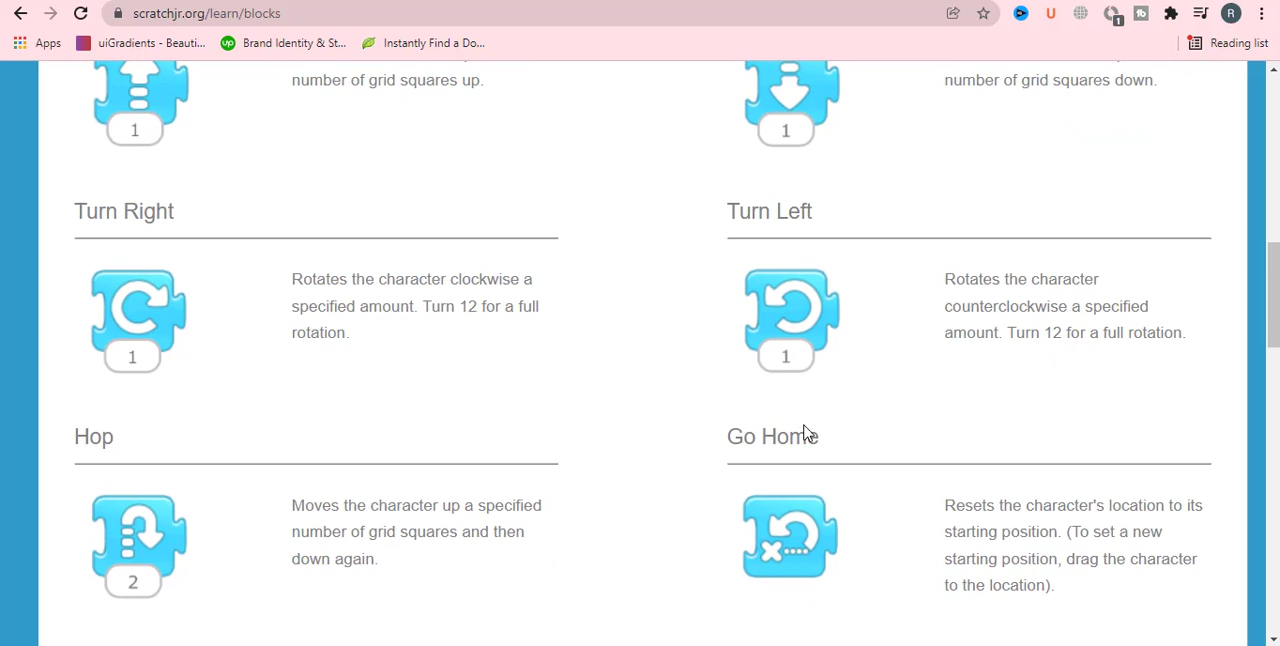 scratchjr.org/learn/blocks
1
R
Apps
uiGradients - Beauti...
up
Brand Identity & St...
Instantly Find a Do...
Reading list
number of grid squares up.
1
number of grid squares down.
1
Turn Right
Rotates the character clockwise a
specified amount. Turn 12 for a full
rotation.
1
Turn Left
Rotates the character
counterclockwise a specified
amount. Turn 12 for a full rotation.
1
Hop
Moves the character up a specified
number of grid squares and then
down again.
2
Go Home
Resets the character's location to its
starting position. (To set a new
starting position, drag the character
to the location).